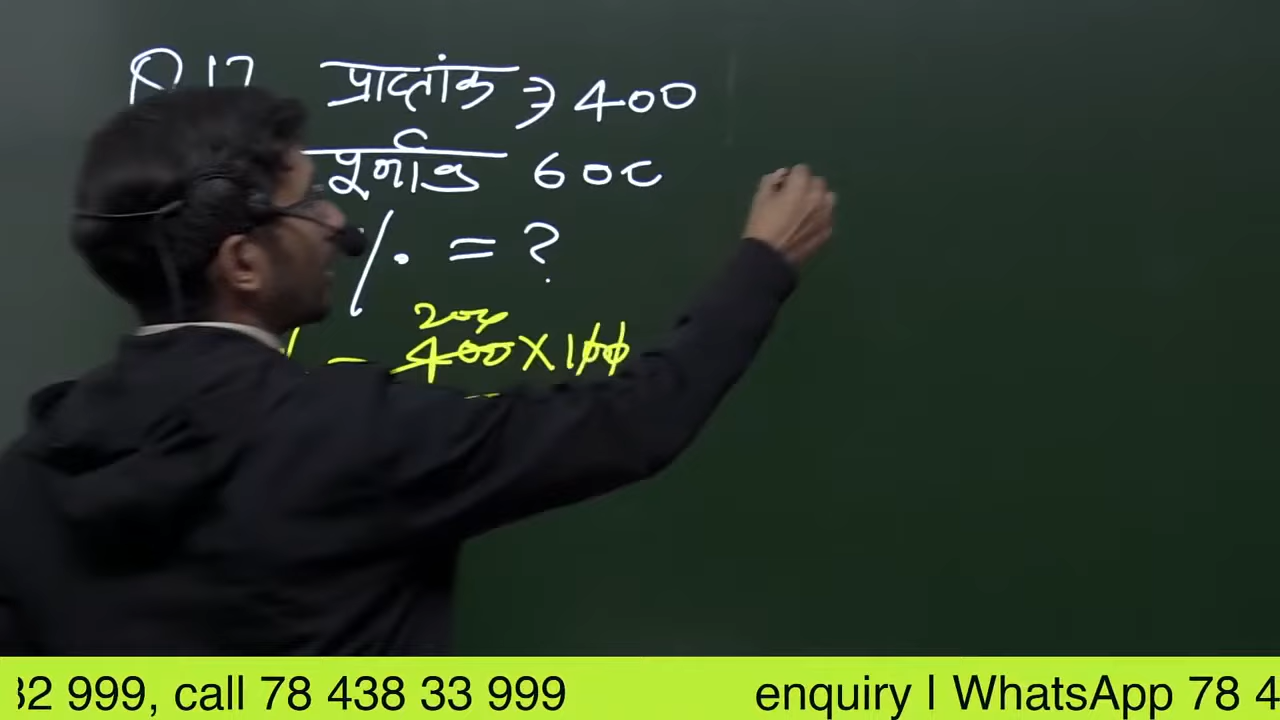 Q 17 प्राप्तांक ⇒ 400
पूर्णांक 600
% = ?
200
400 X 100
32 999, call 78 438 33 999 enquiry I WhatsApp 78 4